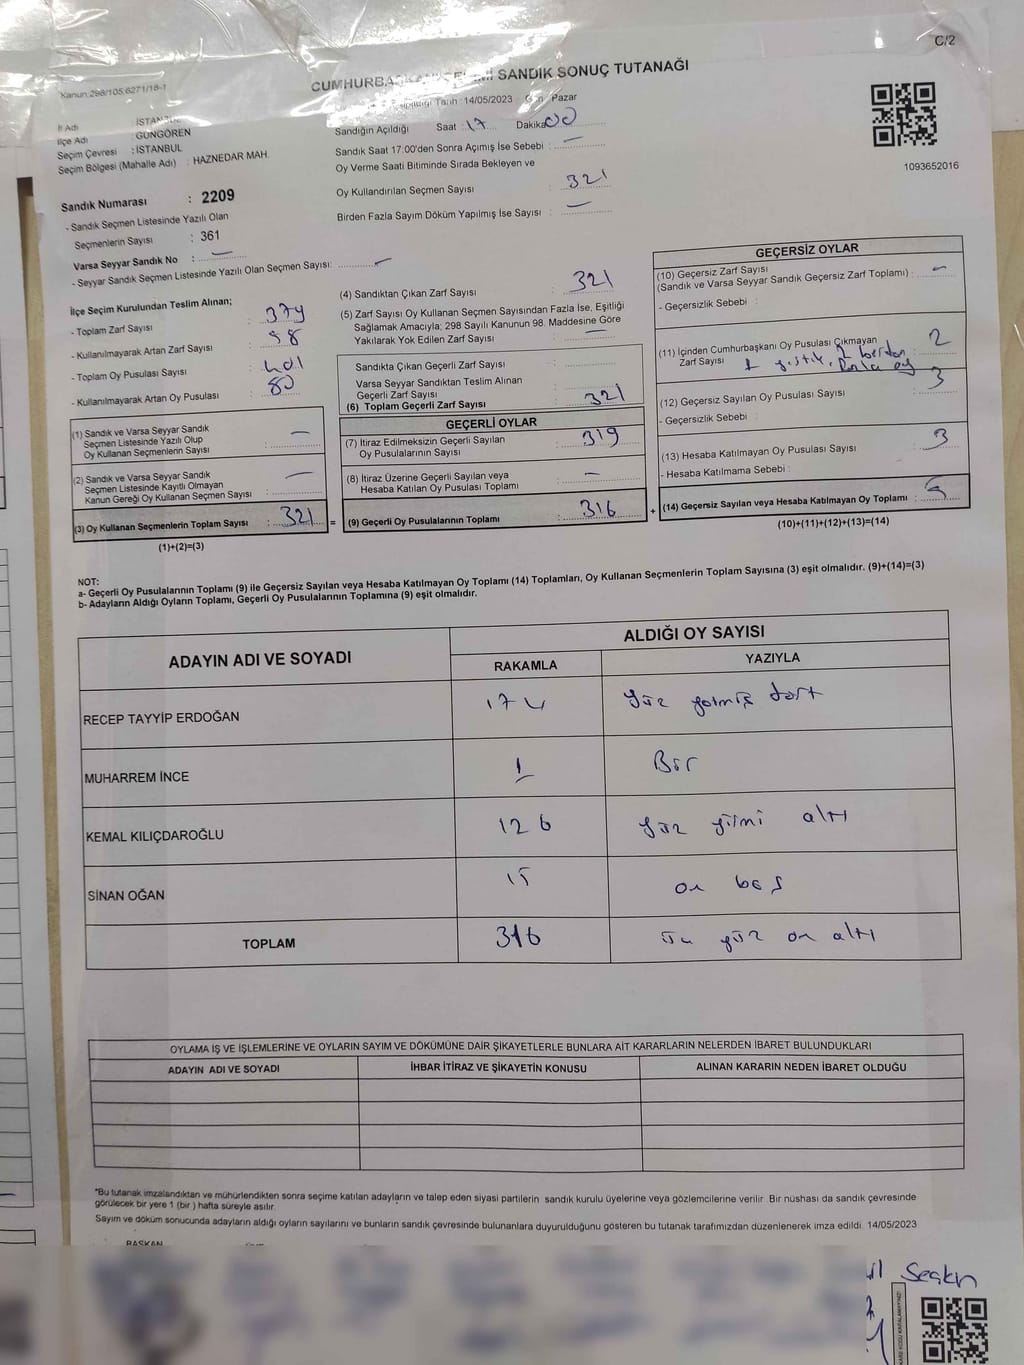 C/2
Kanun:298/105,6271/18-1
SANDIK SONUÇ TUTANAĞI
Tarih :14/05/2023 Gün Pazar
İl Adı
İlçe Adı : GÜNGÖREN
Seçim Çevresi : İSTANBUL
Seçim Bölgesi (Mahalle Adı) : HAZNEDAR MAH.
Sandık Numarası : 2209
- Sandık Seçmen Listesinde Yazılı Olan
Seçmenlerin Sayısı : 361
Varsa Seyyar Sandık No : —
- Seyyar Sandık Seçmen Listesinde Yazılı Olan Seçmen Sayısı: —
Sandığın Açıldığı Saat :17 Dakika 00
Sandık Saat 17:00'den Sonra Açımış İse Sebebi : —
Oy Verme Saati Bitiminde Sırada Bekleyen ve
Oy Kullandırılan Seçmen Sayısı : 321
Birden Fazla Sayım Döküm Yapılmış İse Sayısı : —
1093652016
İlçe Seçim Kurulundan Teslim Alınan;
- Toplam Zarf Sayısı :
- Kullanılmayarak Artan Zarf Sayısı :
- Toplam Oy Pusulası Sayısı : 401
- Kullanılmayarak Artan Oy Pusulası : 80
(1) Sandık ve Varsa Seyyar Sandık
Seçmen Listesinde Yazılı Olup
Oy Kullanan Seçmenlerin Sayısı : —
(2) Sandık ve Varsa Seyyar Sandık
Seçmen Listesinde Kayıtlı Olmayan
Kanun Gereği Oy Kullanan Seçmen Sayısı : —
(3) Oy Kullanan Seçmenlerin Toplam Sayısı : 321 =
(1)+(2)=(3)
(4) Sandıktan Çıkan Zarf Sayısı : 321
(5) Zarf Sayısı Oy Kullanan Seçmen Sayısından Fazla İse, Eşitliği
Sağlamak Amacıyla; 298 Sayılı Kanunun 98. Maddesine Göre
Yakılarak Yok Edilen Zarf Sayısı : —
Sandıkta Çıkan Geçerli Zarf Sayısı :
Varsa Seyyar Sandıktan Teslim Alınan
Geçerli Zarf Sayısı :
(6) Toplam Geçerli Zarf Sayısı : 321
GEÇERLİ OYLAR
(7) İtiraz Edilmeksizin Geçerli Sayılan
Oy Pusulalarının Sayısı : 319
(8) İtiraz Üzerine Geçerli Sayılan veya
Hesaba Katılan Oy Pusulası Toplamı : —
(9) Geçerli Oy Pusulalarının Toplamı : 316 +
GEÇERSİZ OYLAR
(10) Geçersiz Zarf Sayısı
(Sandık ve Varsa Seyyar Sandık Geçersiz Zarf Toplamı) : —
- Geçersizlik Sebebi :
(11) İçinden Cumhurbaşkanı Oy Pusulası Çıkmayan
Zarf Sayısı : 2
(12) Geçersiz Sayılan Oy Pusulası Sayısı : 3
- Geçersizlik Sebebi :
(13) Hesaba Katılmayan Oy Pusulası Sayısı : 3
- Hesaba Katılmama Sebebi :
(14) Geçersiz Sayılan veya Hesaba Katılmayan Oy Toplamı :
(10)+(11)+(12)+(13)=(14)
NOT:
a- Geçerli Oy Pusulalarının Toplamı (9) ile Geçersiz Sayılan veya Hesaba Katılmayan Oy Toplamı (14) Toplamları, Oy Kullanan Seçmenlerin Toplam Sayısına (3) eşit olmalıdır. (9)+(14)=(3)
b- Adayların Aldığı Oyların Toplamı, Geçerli Oy Pusulalarının Toplamına (9) eşit olmalıdır.
ADAYIN ADI VE SOYADI ALDIĞI OY SAYISI
RAKAMLA YAZIYLA
RECEP TAYYİP ERDOĞAN 174 Yüz yetmiş dört
MUHARREM İNCE 1 Bir
KEMAL KILIÇDAROĞLU 126 Yüz yirmi altı
SİNAN OĞAN 15 on beş
TOPLAM 316 üç yüz on altı
OYLAMA İŞ VE İŞLEMLERİNE VE OYLARIN SAYIM VE DÖKÜMÜNE DAİR ŞİKAYETLERLE BUNLARA AİT KARARLARIN NELERDEN İBARET BULUNDUKLARI
ADAYIN ADI VE SOYADI İHBAR İTİRAZ VE ŞİKAYETİN KONUSU ALINAN KARARIN NEDEN İBARET OLDUĞU
*Bu tutanak imzalandıktan ve mühürlendikten sonra seçime katılan adayların ve talep eden siyasi partilerin sandık kurulu üyelerine veya gözlemcilerine verilir. Bir nüshası da sandık çevresinde
görülecek bir yere 1 (bir ) hafta süreyle asılır.
Sayım ve döküm sonucunda adayların aldığı oyların sayılarını ve bunların sandık çevresinde bulunanlara duyurulduğunu gösteren bu tutanak tarafımızdan düzenlenerek imza edildi. 14/05/2023
BAŞKAN
Seçkin